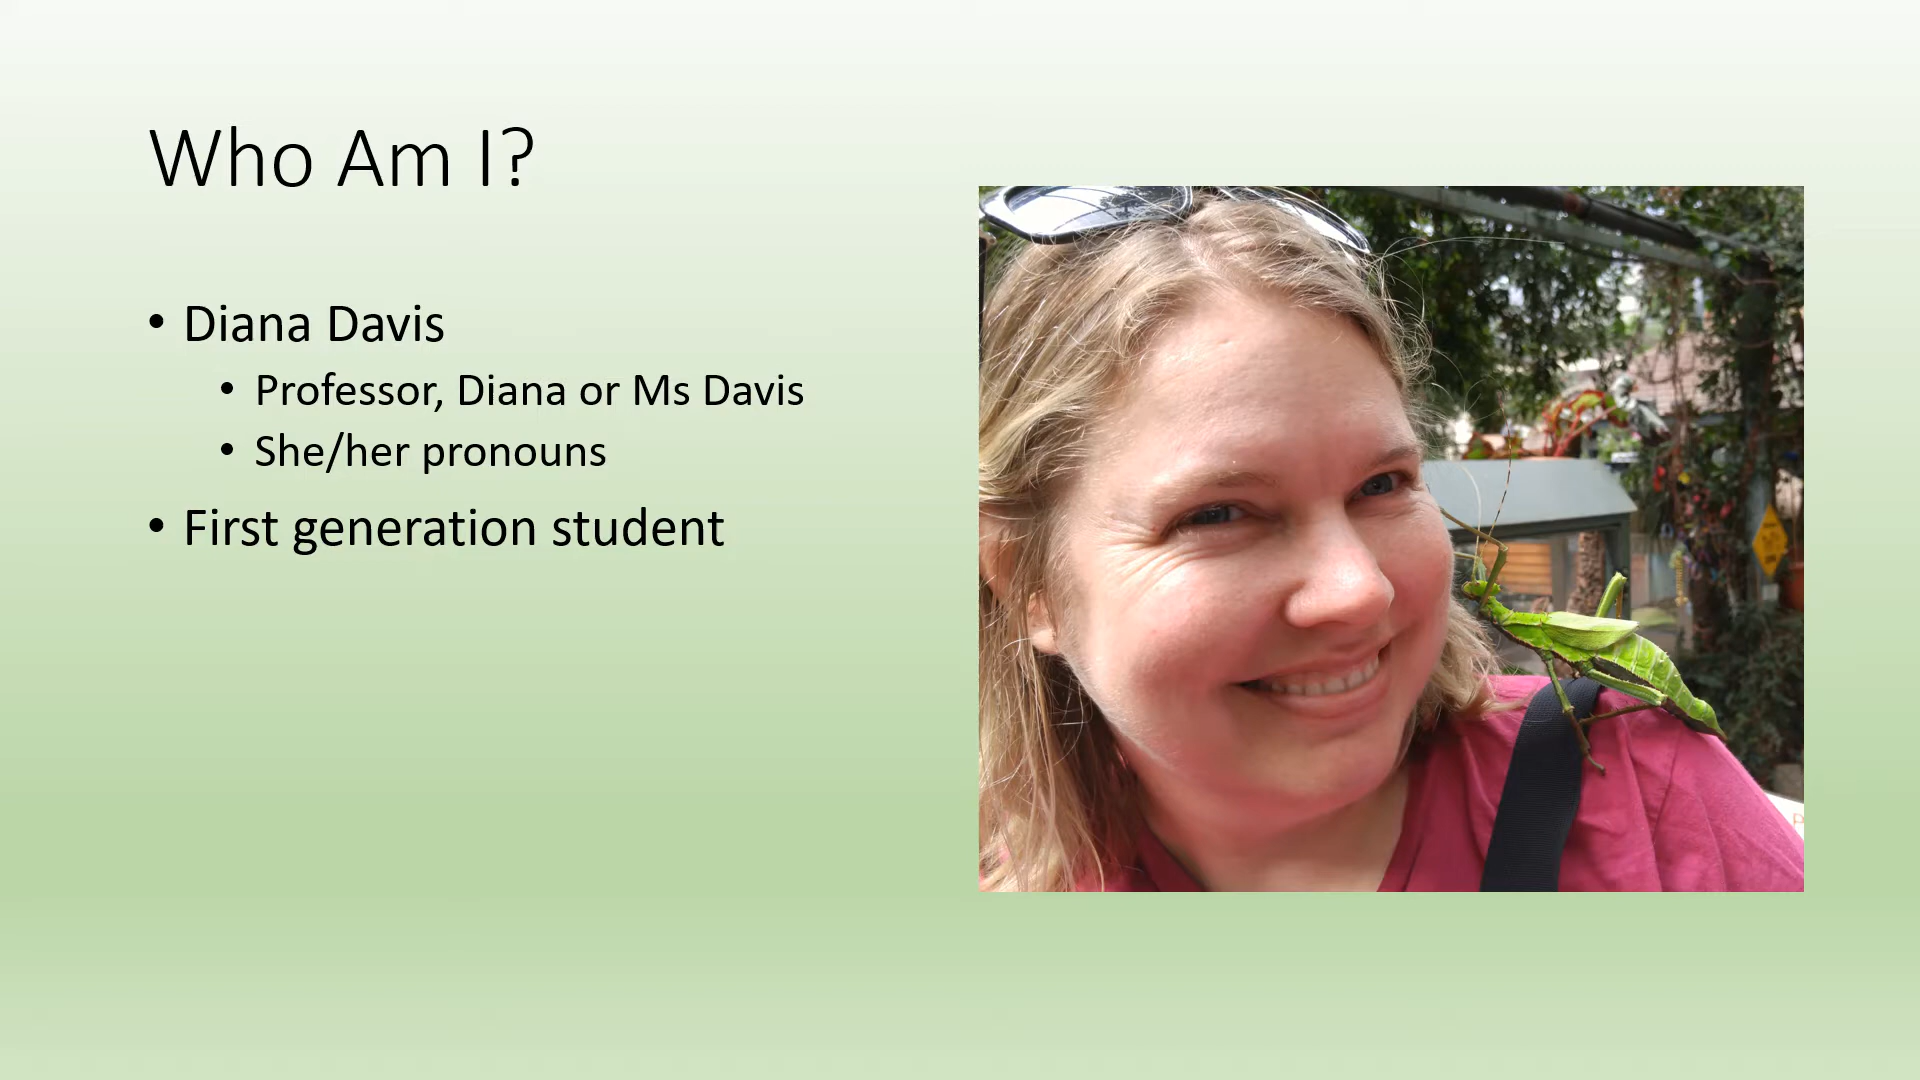 Who Am I?
• Diana Davis
• Professor, Diana or Ms Davis
• She/her pronouns
• First generation student